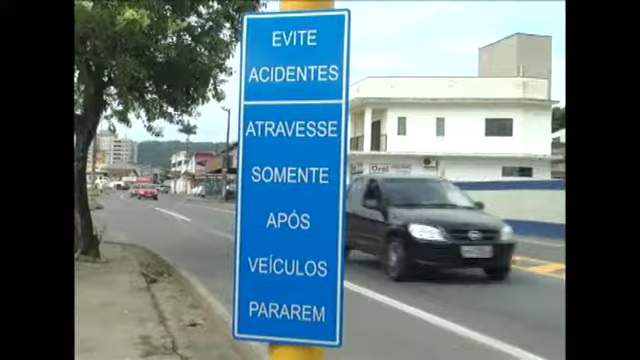 EVITE
ACIDENTES
ATRAVESSE
SOMENTE
APÓS
VEÍCULOS
PARAREM